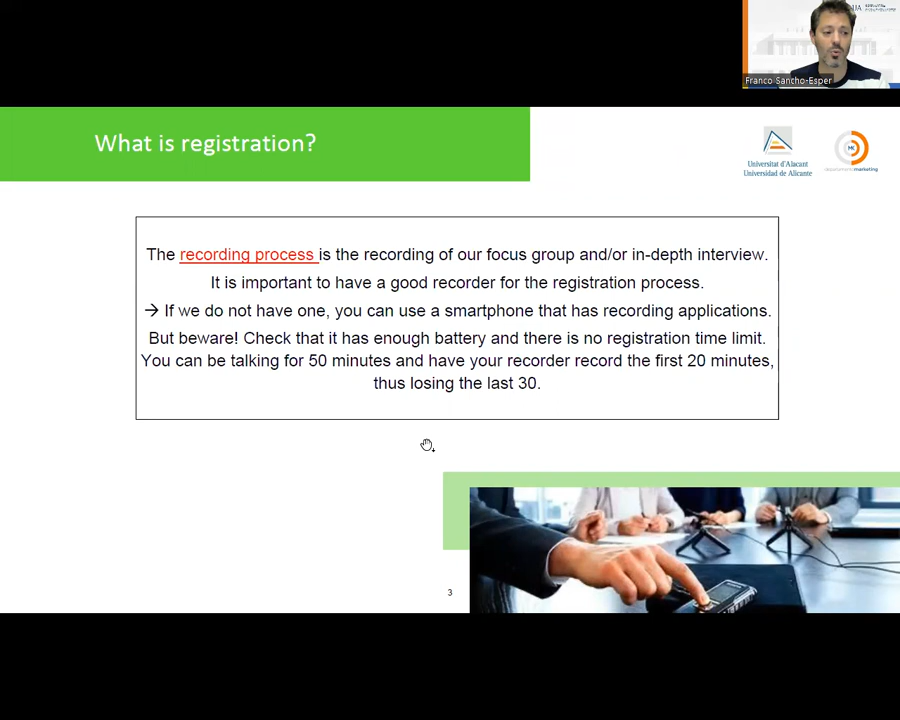 Franco Sancho-Esper
What is registration?
Universitat d'Alacant
Universidad de Alicante
The recording process is the recording of our focus group and/or in-depth interview.
It is important to have a good recorder for the registration process.
→ If we do not have one, you can use a smartphone that has recording applications.
But beware! Check that it has enough battery and there is no registration time limit.
You can be talking for 50 minutes and have your recorder record the first 20 minutes,
thus losing the last 30.
3